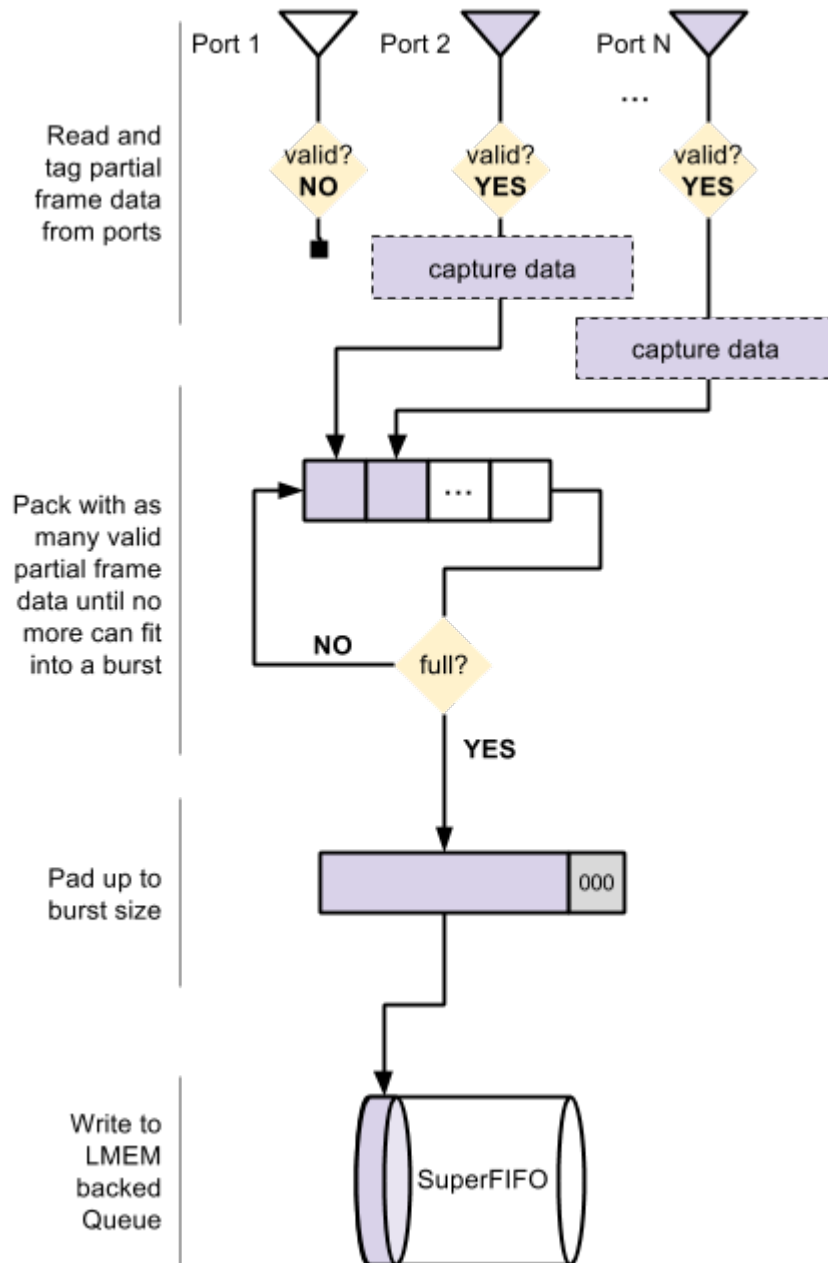 Port 1
Port 2
Port N
...
Read and
tag partial
frame data
from ports
valid?
NO
valid?
YES
valid?
YES
capture data
capture data
Pack with as
many valid
partial frame
data until no
more can fit
into a burst
...
NO
full?
YES
Pad up to
burst size
000
Write to
LMEM
backed
Queue
SuperFIFO